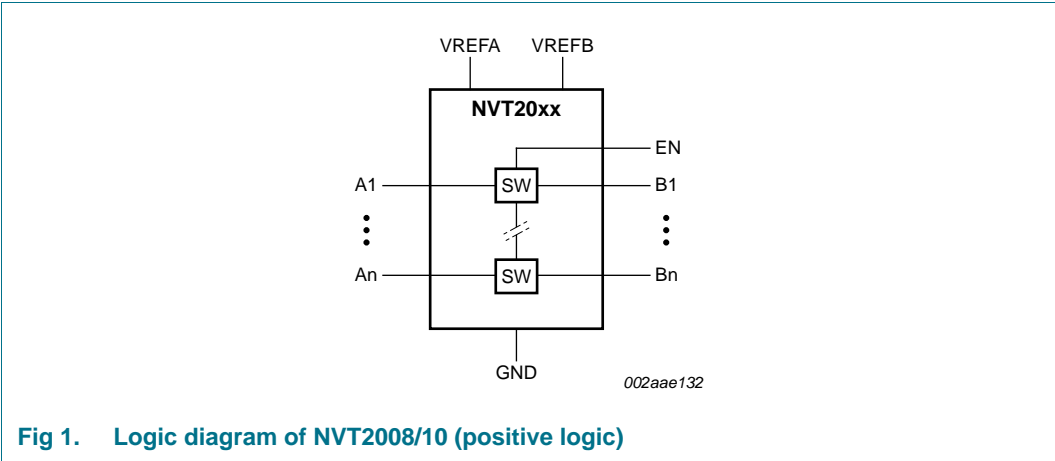 VREFA VREFB
NVT20xx
EN
A1 SW B1
An SW Bn
GND
002aae132
Fig 1. Logic diagram of NVT2008/10 (positive logic)